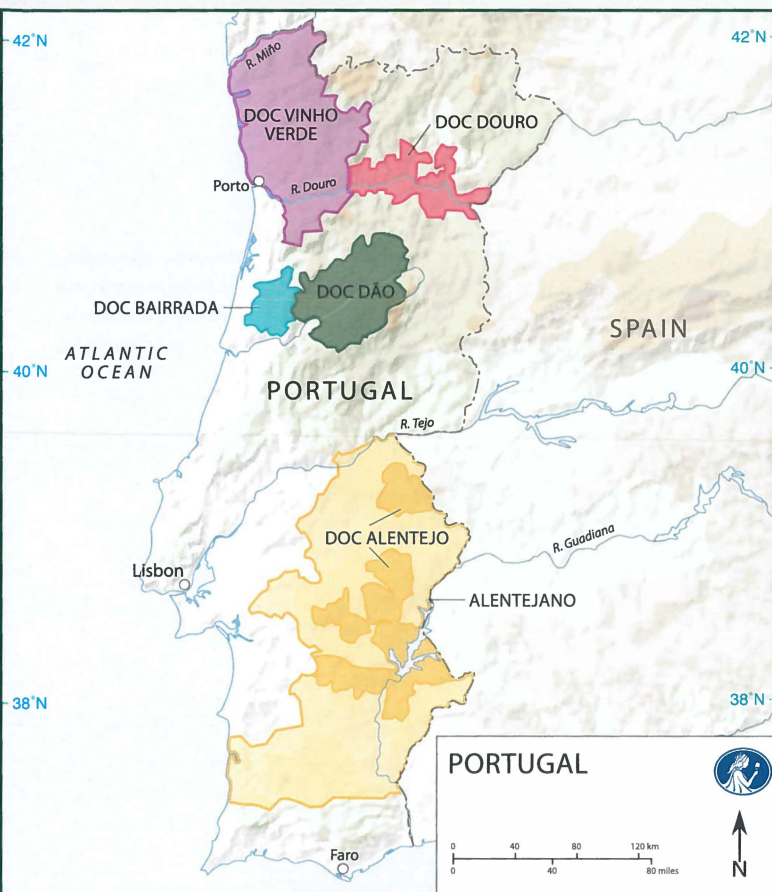 42°N
42°N
R. Miño
DOC VINHO
VERDE
DOC DOURO
Porto
R. Douro
DOC DÃO
DOC BAIRRADA
SPAIN
ATLANTIC
OCEAN
40°N
40°N
PORTUGAL
R. Tejo
DOC ALENTEJO
R. Guadiana
Lisbon
ALENTEJANO
38°N
38°N
PORTUGAL
0 40 80 120 km
0 40 80 miles
N
Faro